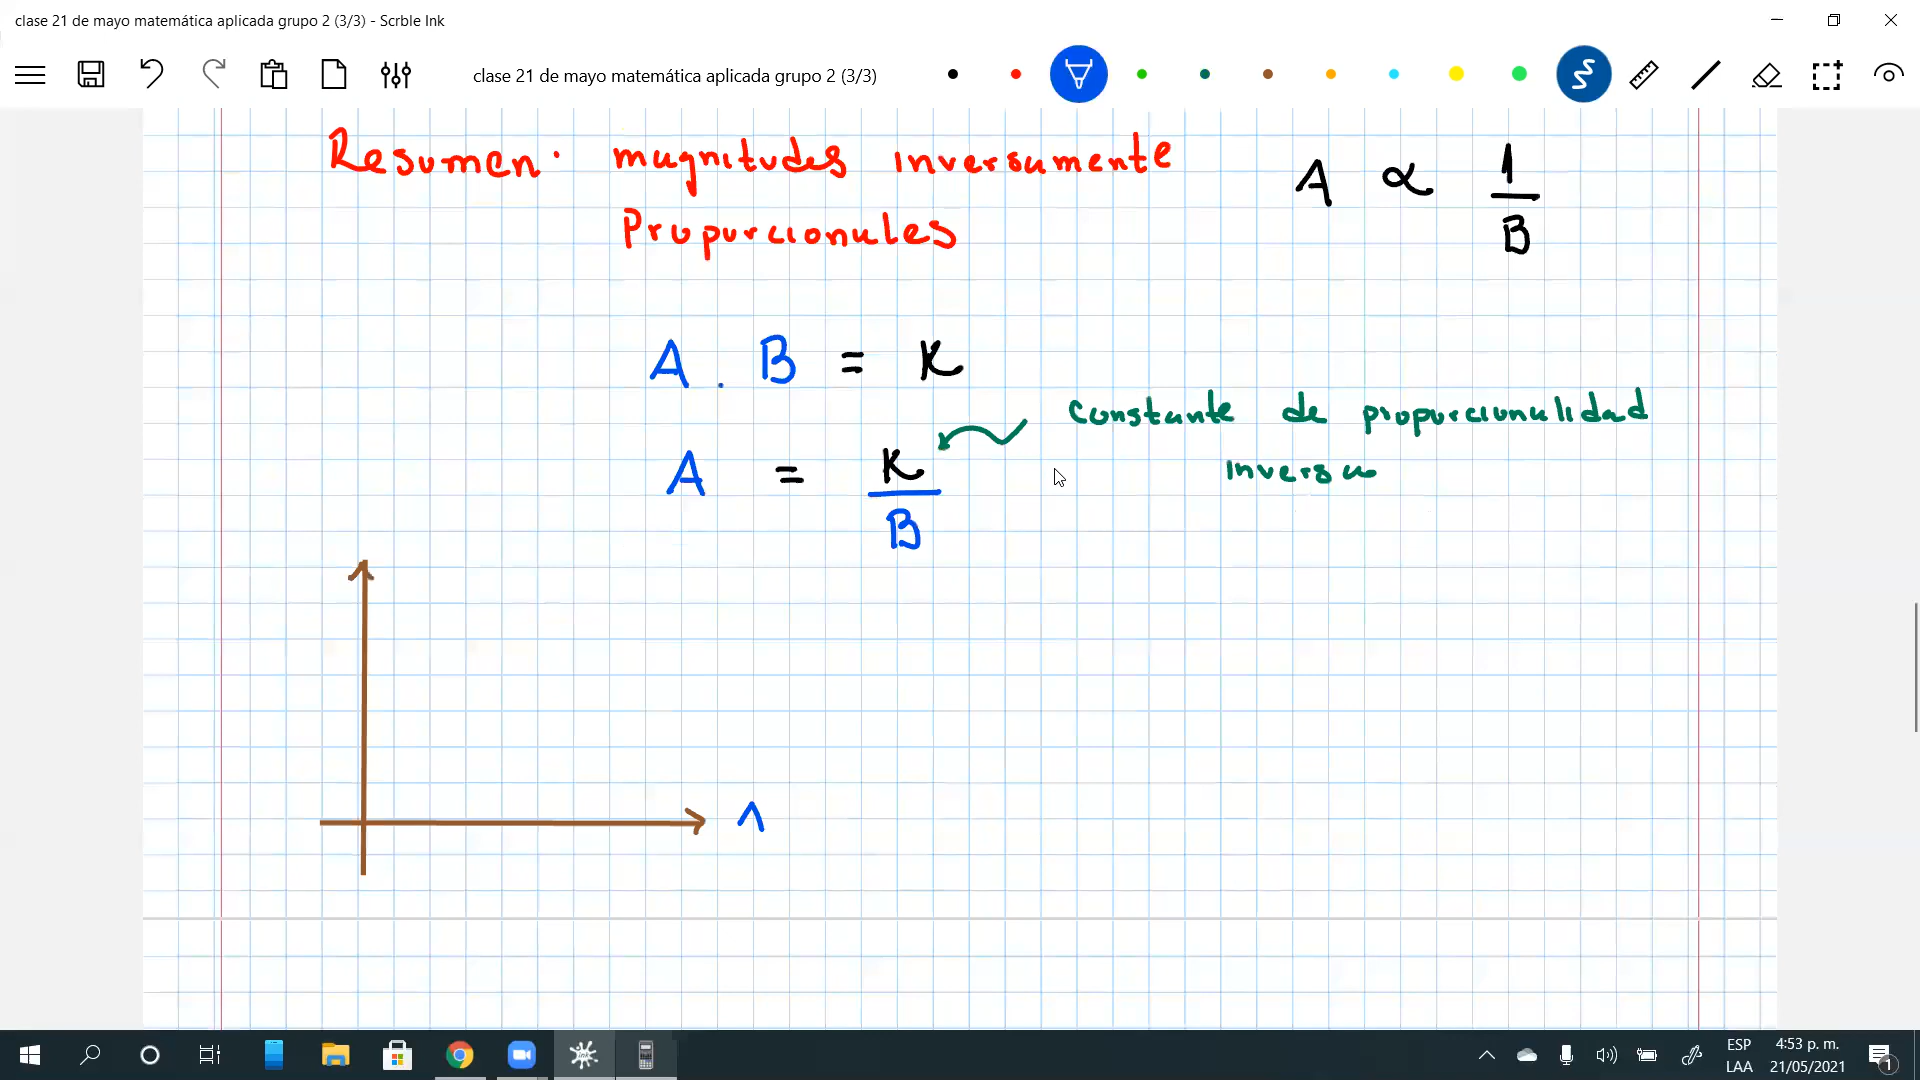 clase 21 de mayo matemática aplicada grupo 2 (3/3) - Scrble Ink
clase 21 de mayo matemática aplicada grupo 2 (3/3)
Resumen: magnitudes inversamente
Proporcionales
A ∝ 1/B
A . B = K
Constante de proporcionalidad
inversa
A = K/B
ESP
LAA
4:53 p. m.
21/05/2021
1